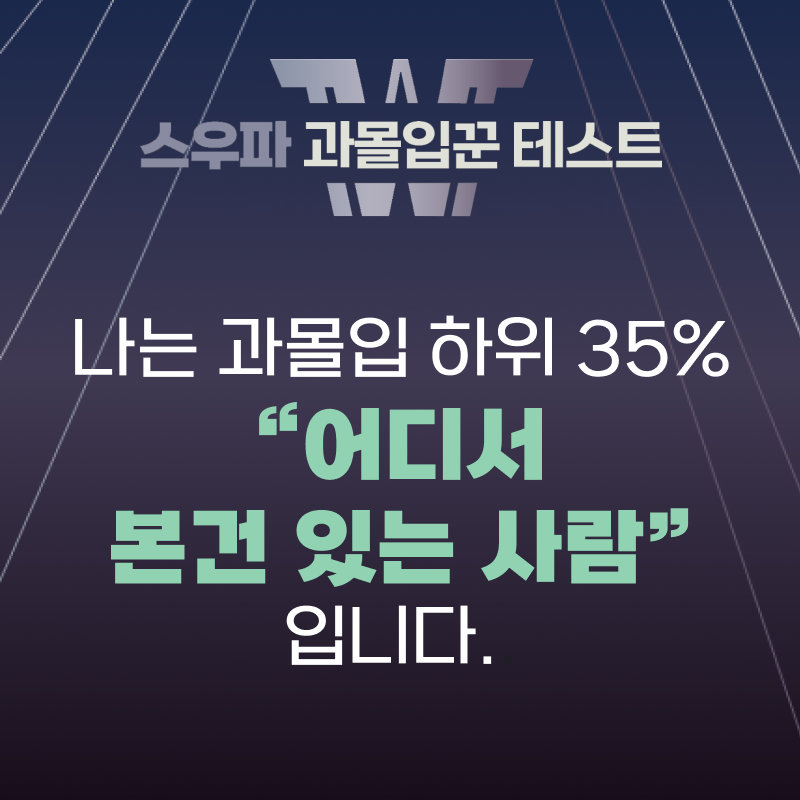 스우파 과몰입꾼 테스트
나는 과몰입 하위 35%
“어디서
본건 있는 사람”
입니다.